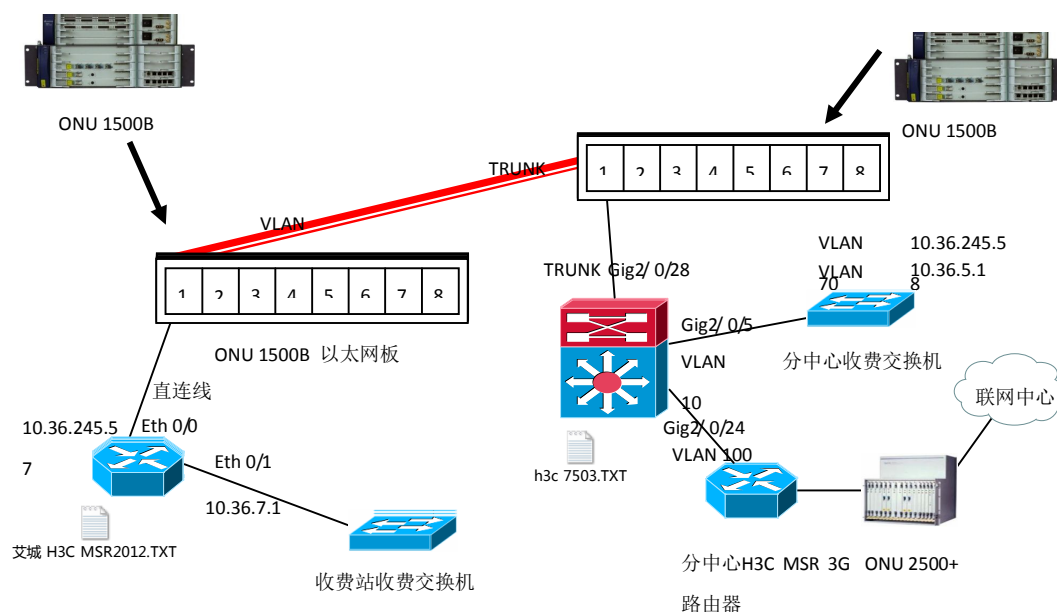 ONU 1500B
ONU 1500B
TRUNK
1 2 3 4 5 6 7 8
VLAN
VLAN 10.36.245.5
VLAN 10.36.5.1
70 8
TRUNK Gig2/ 0/28
1 2 3 4 5 6 7 8
Gig2/ 0/5
ONU 1500B 以太网板
VLAN
分中心收费交换机
直连线
10
联网中心
10.36.245.5
7
Eth 0/0
Gig2/ 0/24
VLAN 100
Eth 0/1
h3c 7503.TXT
10.36.7.1
艾城 H3C MSR2012.TXT
收费站收费交换机
分中心H3C MSR 3G ONU 2500+
路由器